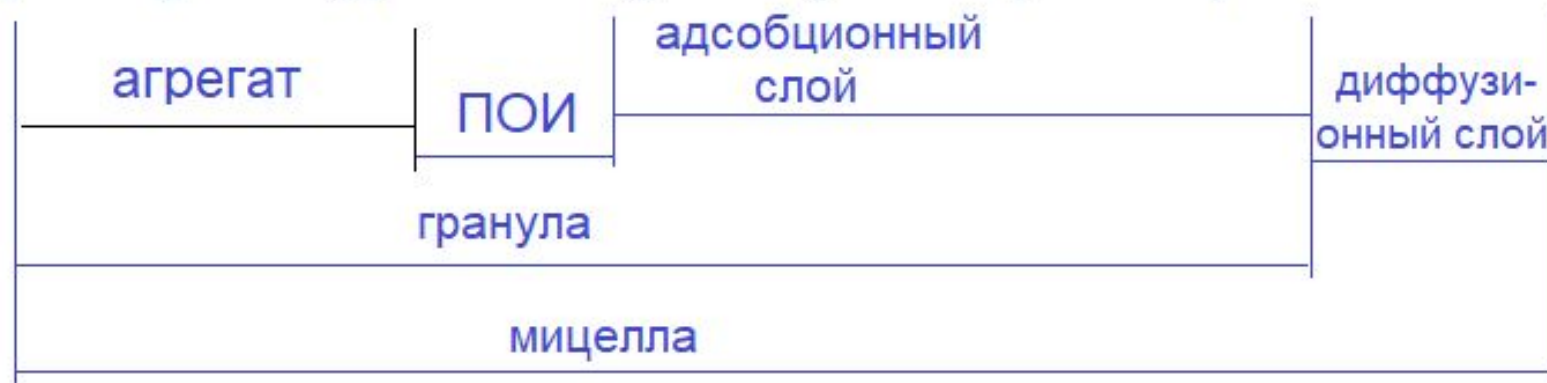 агрегат
ПОИ
адсобционный
слой
диффузи-
онный слой
гранула
мицелла